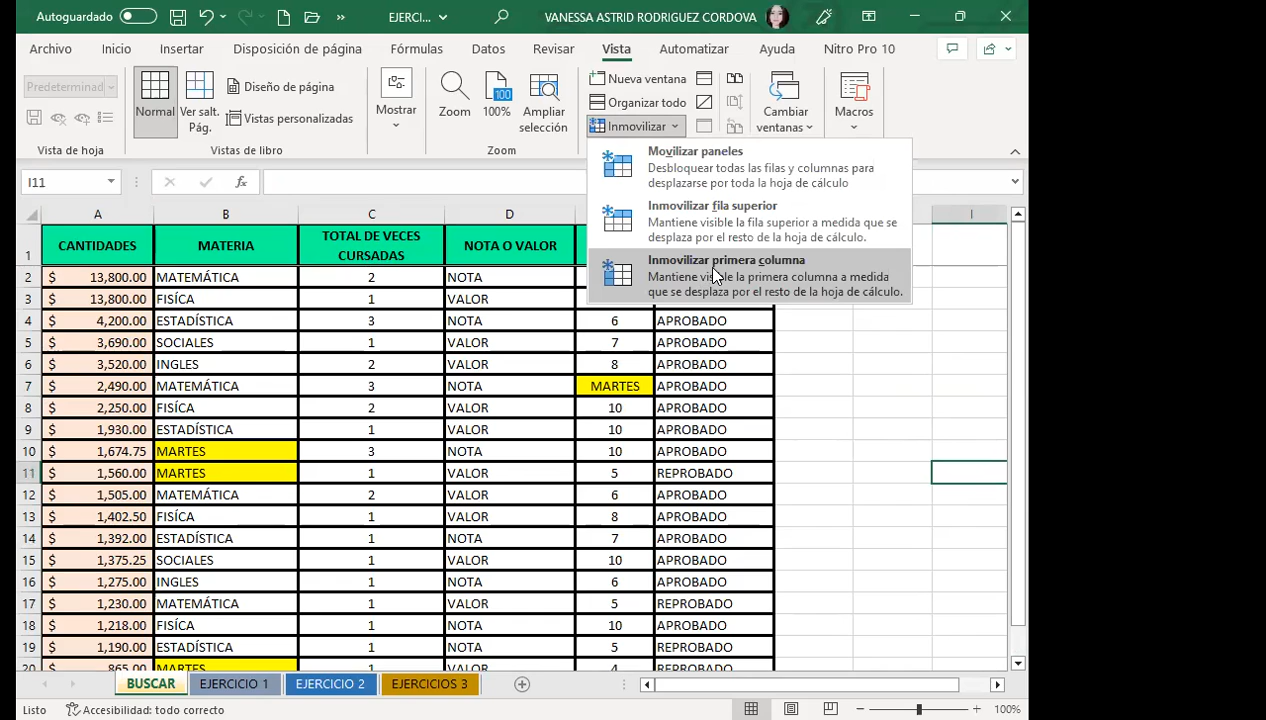 Autoguardado
EJERCI...
VANESSA ASTRID RODRIGUEZ CORDOVA
Archivo Inicio Insertar Disposición de página Fórmulas Datos Revisar Vista Automatizar Ayuda Nitro Pro 10
Predeterminad
Normal
Ver salt. Pág.
Diseño de página
Vistas personalizadas
Mostrar
Zoom
100
100%
Ampliar selección
Nueva ventana
Organizar todo
Inmovilizar
Cambiar ventanas
Macros
Vista de hoja
Vistas de libro
Zoom
Movilizar paneles
Desbloquear todas las filas y columnas para
desplazarse por toda la hoja de cálculo
Inmovilizar fila superior
Mantiene visible la fila superior a medida que se
desplaza por el resto de la hoja de cálculo.
Inmovilizar primera columna
Mantiene visible la primera columna a medida
que se desplaza por el resto de la hoja de cálculo.
I11
fx
A B C D I
1 CANTIDADES MATERIA TOTAL DE VECES CURSADAS NOTA O VALOR
2 $ 13,800.00 MATEMÁTICA 2 NOTA
3 $ 13,800.00 FISÍCA 1 VALOR
4 $ 4,200.00 ESTADÍSTICA 3 NOTA 6 APROBADO
5 $ 3,690.00 SOCIALES 1 VALOR 7 APROBADO
6 $ 3,520.00 INGLES 2 VALOR 8 APROBADO
7 $ 2,490.00 MATEMÁTICA 3 NOTA MARTES APROBADO
8 $ 2,250.00 FISÍCA 2 VALOR 10 APROBADO
9 $ 1,930.00 ESTADÍSTICA 1 VALOR 10 APROBADO
10 $ 1,674.75 MARTES 3 NOTA 10 APROBADO
11 $ 1,560.00 MARTES 1 VALOR 5 REPROBADO
12 $ 1,505.00 MATEMÁTICA 2 VALOR 6 APROBADO
13 $ 1,402.50 FISÍCA 1 VALOR 8 APROBADO
14 $ 1,392.00 ESTADÍSTICA 1 NOTA 7 APROBADO
15 $ 1,375.25 SOCIALES 1 VALOR 10 APROBADO
16 $ 1,275.00 INGLES 1 NOTA 6 APROBADO
17 $ 1,230.00 MATEMÁTICA 1 VALOR 5 REPROBADO
18 $ 1,218.00 FISÍCA 1 NOTA 10 APROBADO
19 $ 1,190.00 ESTADÍSTICA 1 NOTA 5 REPROBADO
20 $ 865.00 MARTES 1 VALOR 4 REPROBADO
BUSCAR EJERCICIO 1 EJERCICIO 2 EJERCICIOS 3
Listo
Accesibilidad: todo correcto
100%